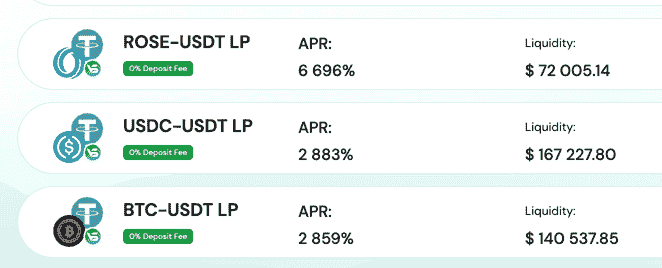 ROSE-USDT LP
0% Deposit Fee
APR:
6 696%
Liquidity:
$ 72 005.14
USDC-USDT LP
0% Deposit Fee
APR:
2 883%
Liquidity:
$ 167 227.80
BTC-USDT LP
0% Deposit Fee
APR:
2 859%
Liquidity:
$ 140 537.85